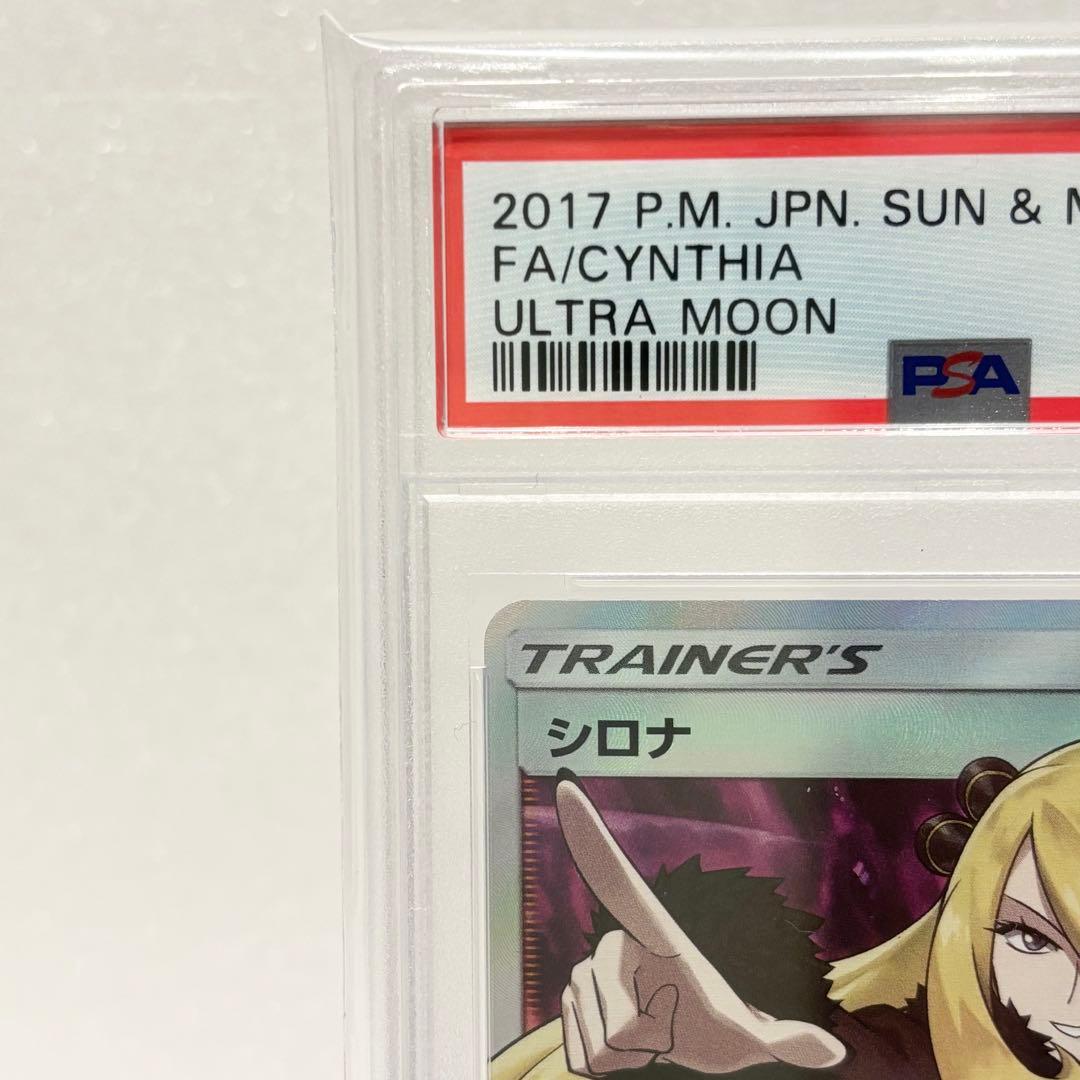 2017 P.M. JPN. SUN & M
FA/CYNTHIA
ULTRA MOON
PSA
TRAINER'S
シロナ